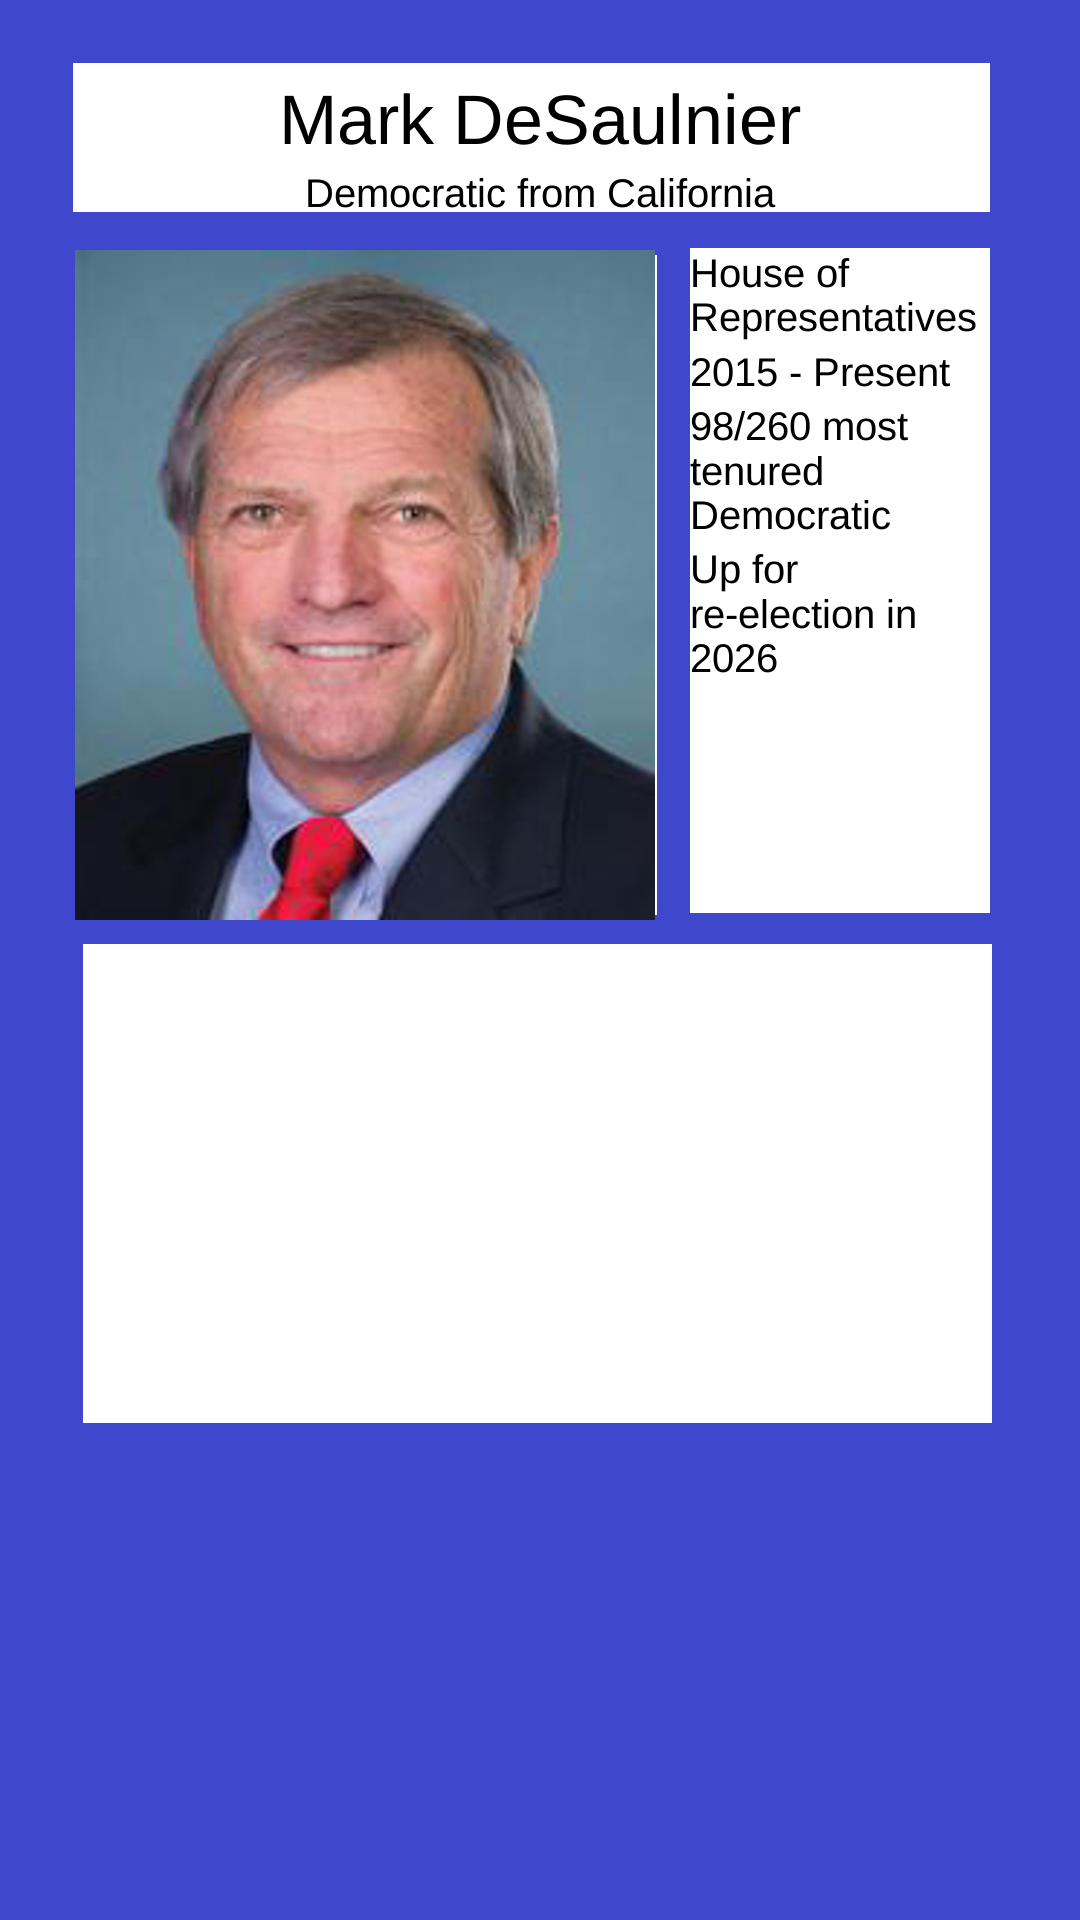 Mark DeSaulnier
Democratic from California
House of
Representatives
2015 - Present
98/260 most
tenured
Democratic
Up for
re-election in
2026